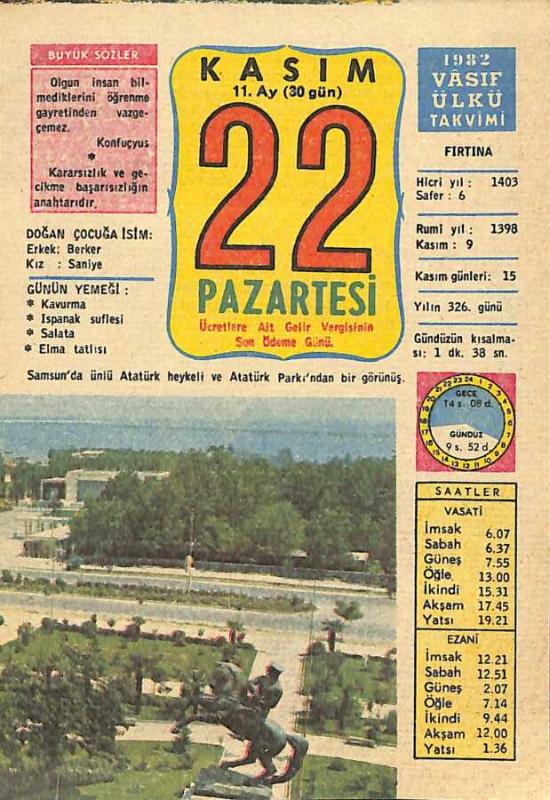 BÜYÜK SÖZLER
Olgun insan bil-
mediklerini öğrenme
gayretinden vazge-
çemez.
Konfuçyus
*
Kararsızlık ve ge-
cikme başarısızlığın
anahtarıdır.
DOĞAN ÇOCUĞA İSİM:
Erkek: Berker
Kız : Saniye
GÜNÜN YEMEĞİ :
* Kavurma
* Ispanak suflesi
* Salata
* Elma tatlısı
KASIM
11. Ay (30 gün)
22
PAZARTESİ
Ücretlere Ait Gelir Vergisinin
Son Ödeme Günü.
1982
VÂSIF
ÜLKÜ
TAKVİMİ
FIRTINA
Hicri yıl : 1403
Safer : 6
Rumi yıl : 1398
Kasım : 9
Kasım günleri: 15
Yılın 326. günü
Gündüzün kısalma-
sı: 1 dk. 38 sn.
Samsun'da ünlü Atatürk heykeli ve Atatürk Parkı'ndan bir görünüş.
GECE
14 s. 08 d.
GÜNDÜZ
9 s. 52 d.
SAATLER
VASATİ
İmsak 6.07
Sabah 6.37
Güneş 7.55
Öğle 13.00
İkindi 15.31
Akşam 17.45
Yatsı 19.21
EZANİ
İmsak 12.21
Sabah 12.51
Güneş 2.07
Öğle 7.14
İkindi 9.44
Akşam 12.00
Yatsı 1.36